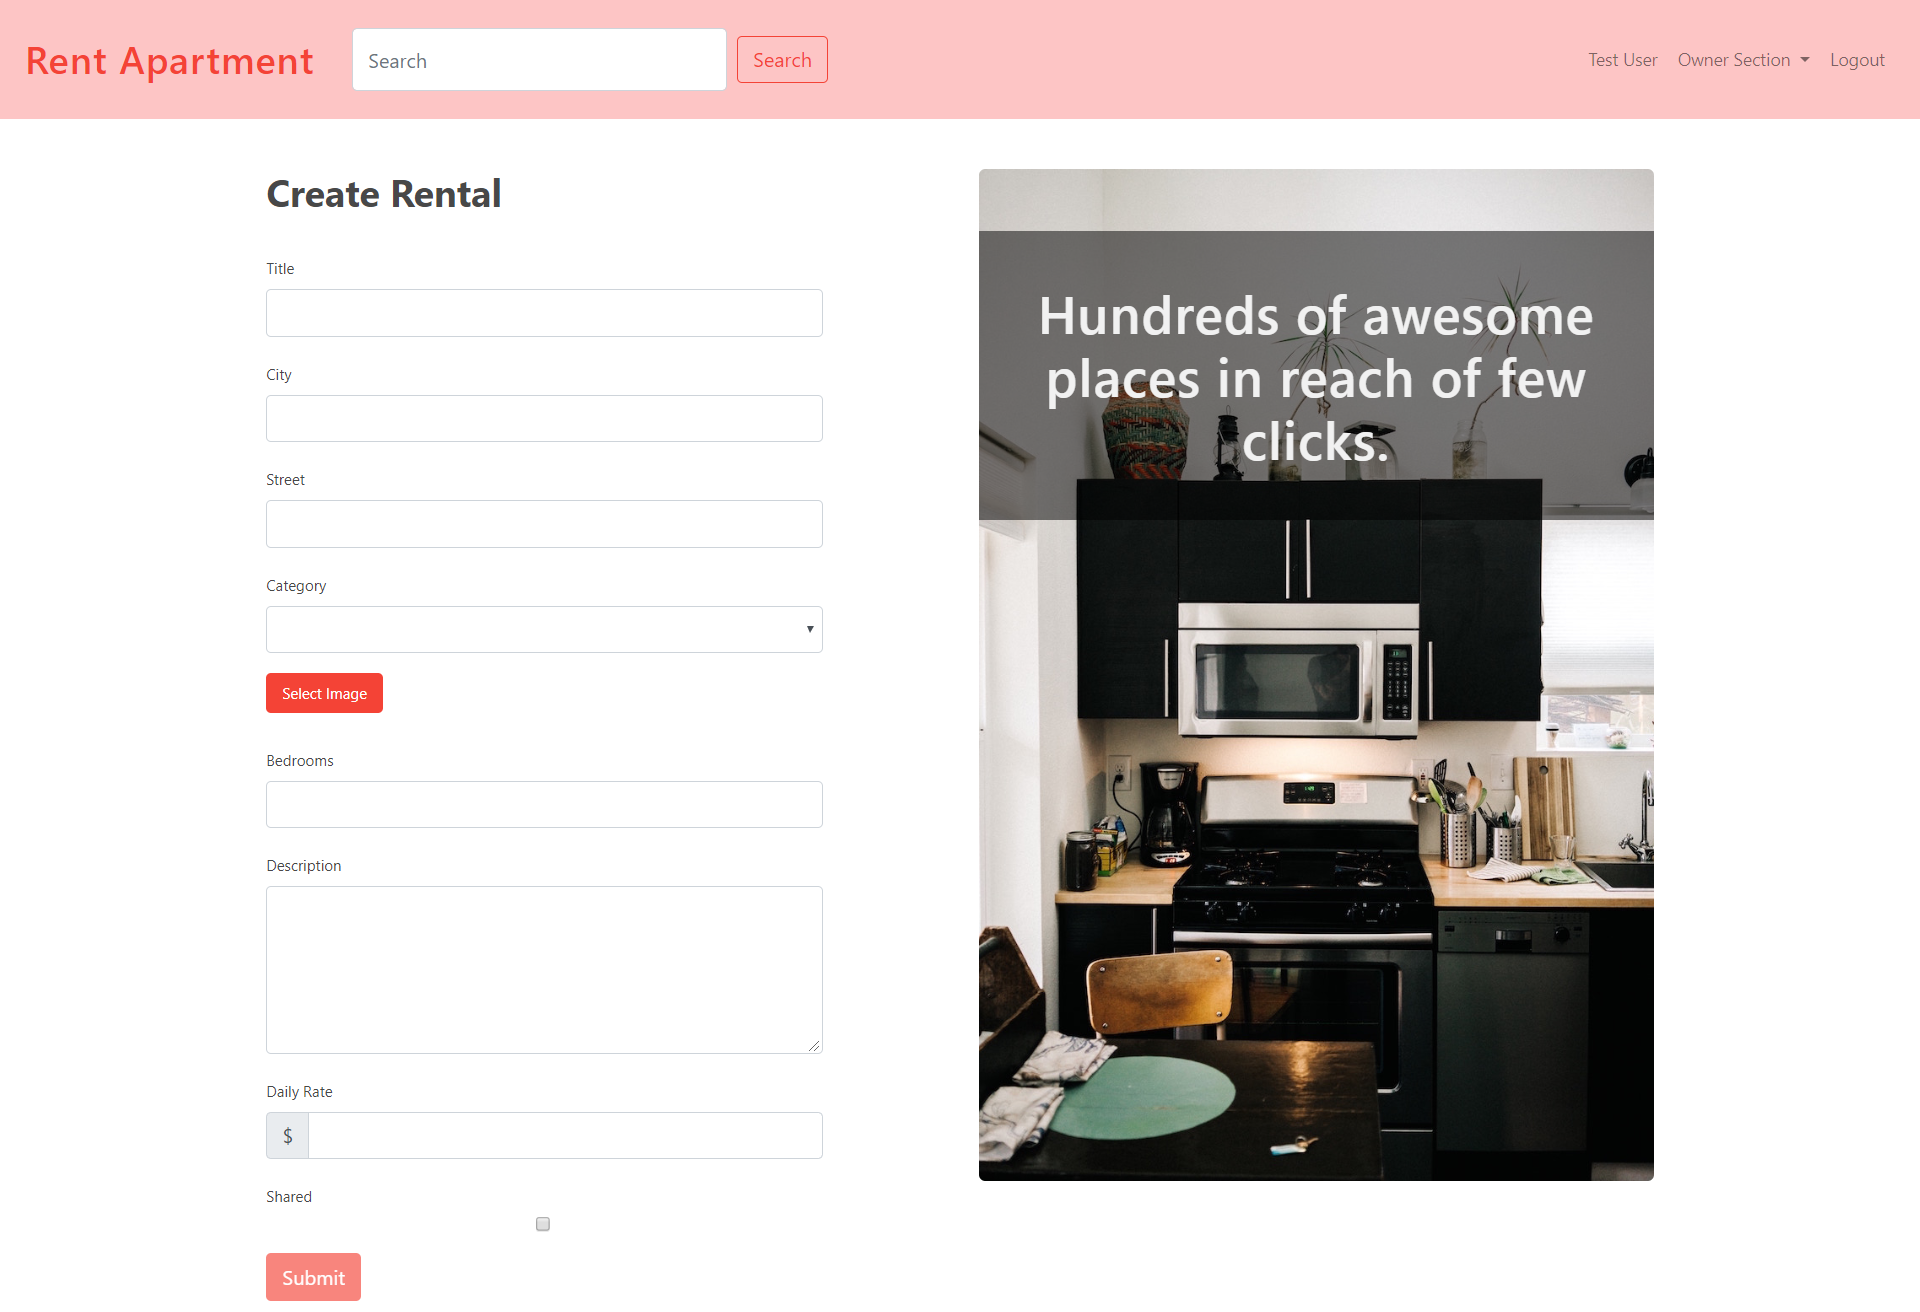 Rent Apartment
Search
Search
Test User
Owner Section
Logout
Create Rental
Title
City
Street
Category
Select Image
Bedrooms
Description
Daily Rate
$
Shared
Submit
Hundreds of awesome
places in reach of few
clicks.